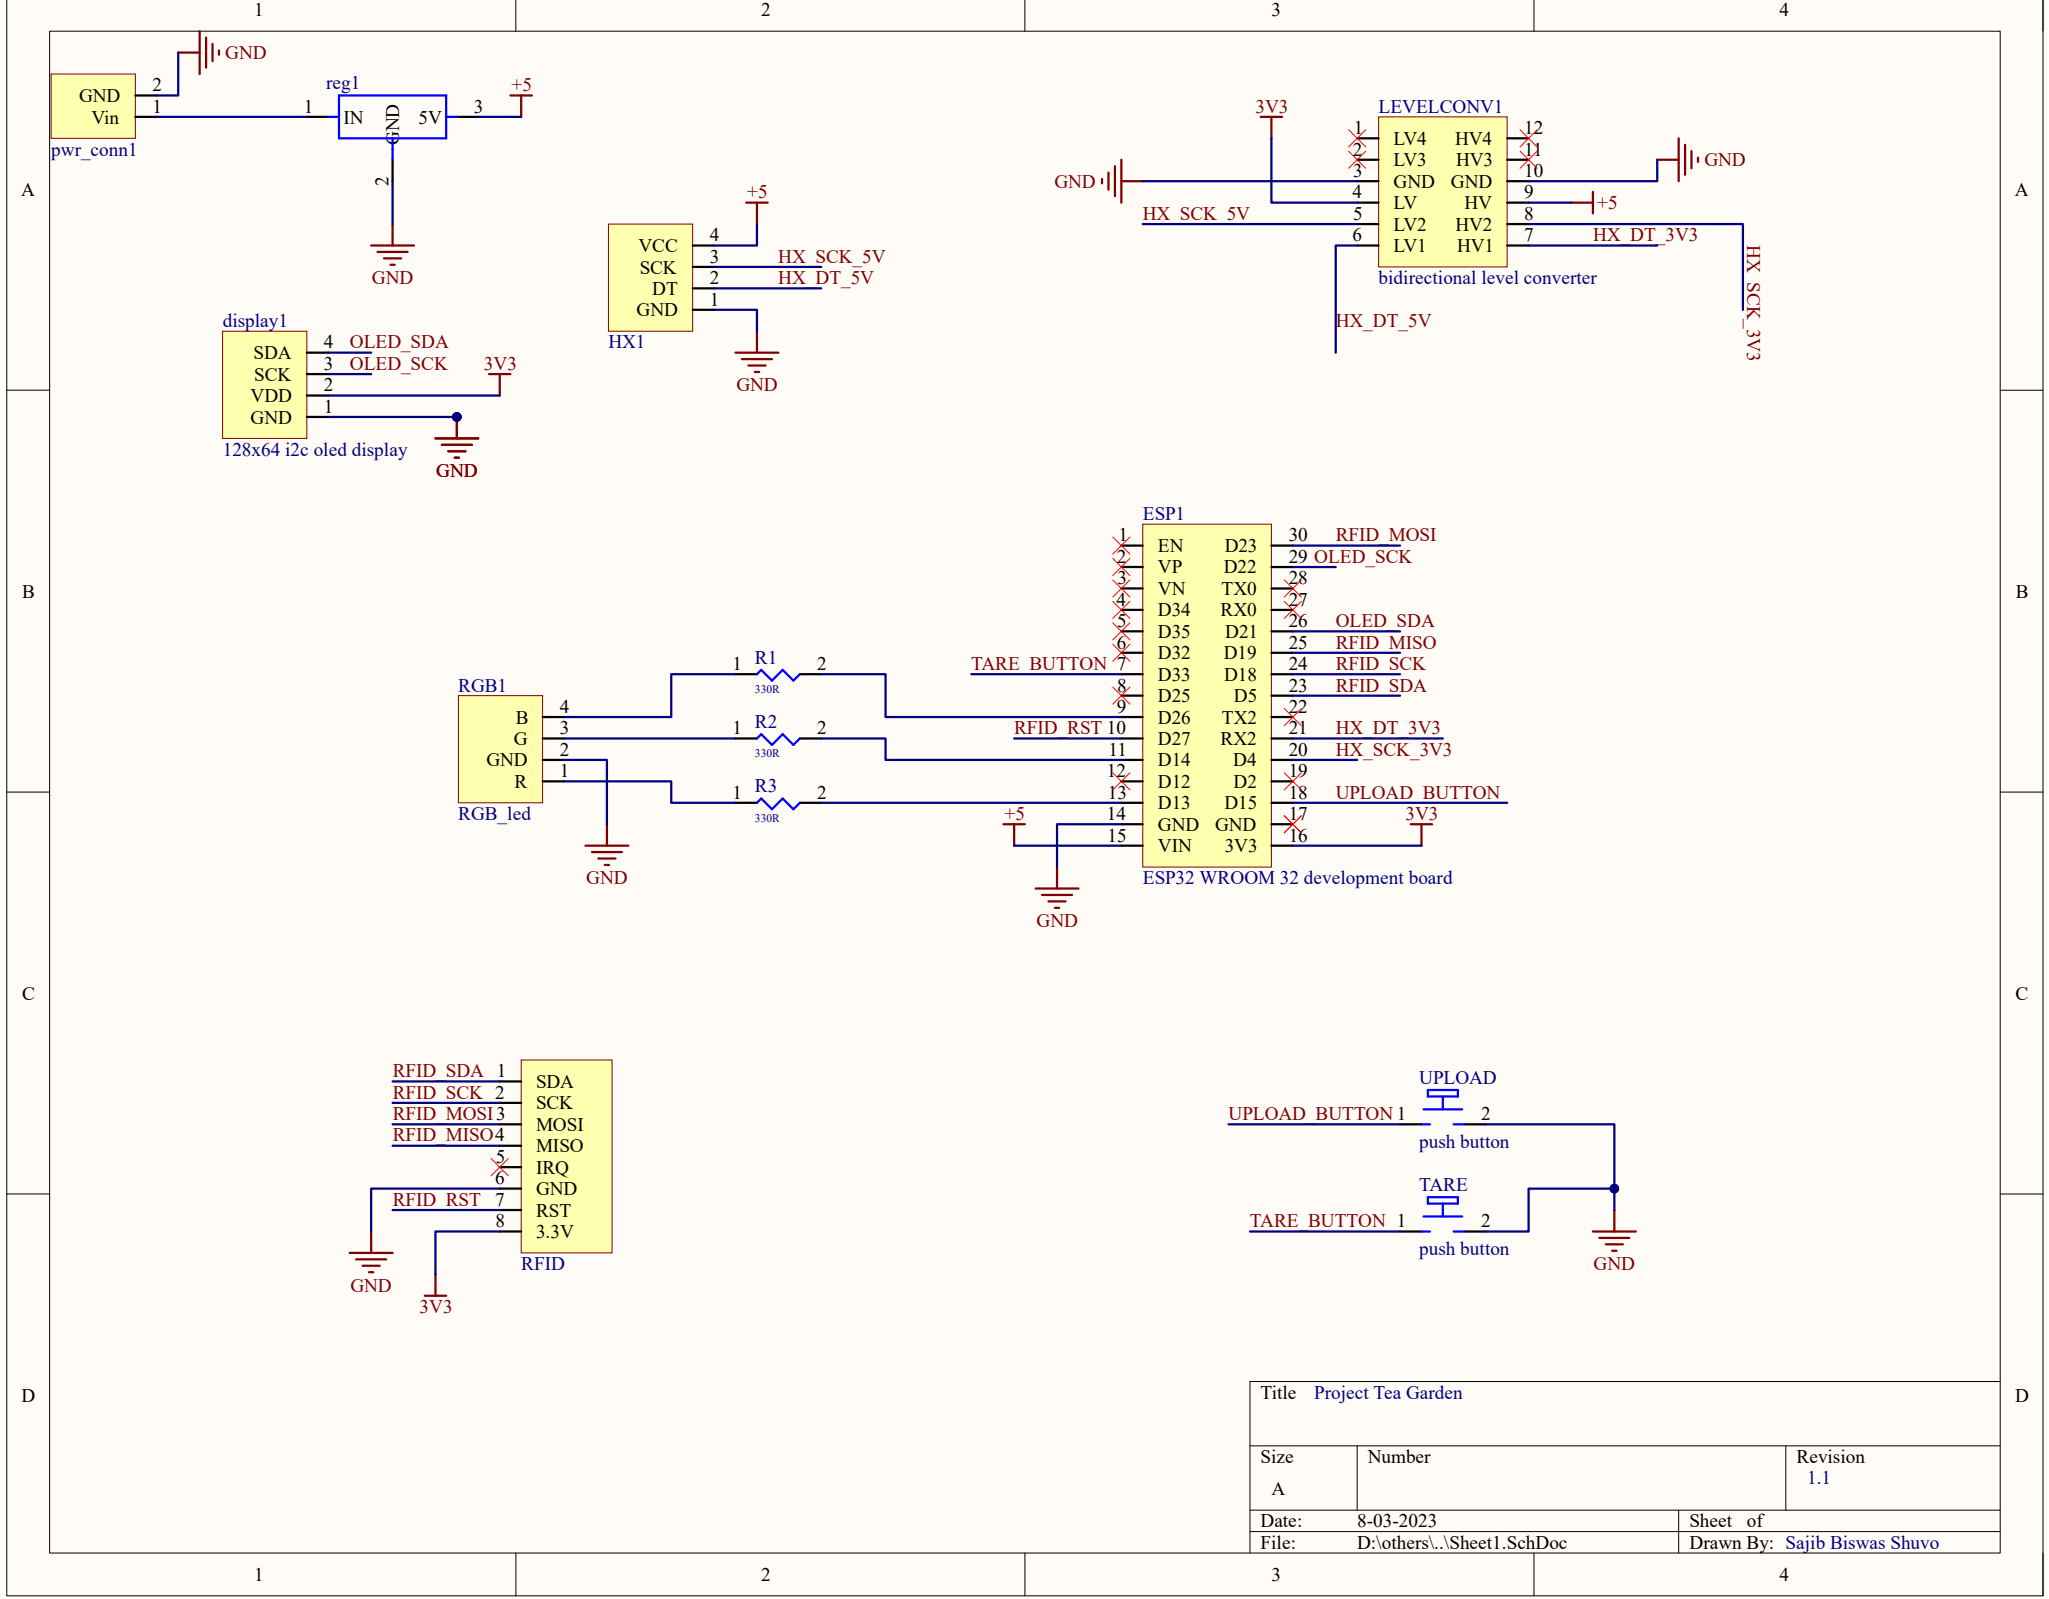 1 2 3 4
A A
B B
C C
D D
1 2 3 4
GND
GND 2
Vin 1
pwr_conn1
reg1
1 IN GND 5V 3
2
+5
GND
+5
VCC 4
SCK 3 HX_SCK_5V
DT 2 HX_DT_5V
GND 1
HX1
GND
display1
SDA 4 OLED_SDA
SCK 3 OLED_SCK
VDD 2
GND 1
3V3
128x64 i2c oled display
GND
3V3
LEVELCONV1
1 LV4 HV4 12
2 LV3 HV3 11
GND 3 GND GND 10 GND
4 LV HV 9 +5
HX_SCK_5V 5 LV2 HV2 8
6 LV1 HV1 7 HX_DT_3V3
bidirectional level converter
HX_DT_5V
HX_SCK_3V3
ESP1
1 EN D23 30 RFID_MOSI
2 VP D22 29 OLED_SCK
3 VN TX0 28
4 D34 RX0 27
5 D35 D21 26 OLED_SDA
6 D32 D19 25 RFID_MISO
TARE_BUTTON 7 D33 D18 24 RFID_SCK
8 D25 D5 23 RFID_SDA
9 D26 TX2 22
RFID_RST 10 D27 RX2 21 HX_DT_3V3
11 D14 D4 20 HX_SCK_3V3
12 D12 D2 19
13 D13 D15 18 UPLOAD_BUTTON
14 GND GND 17
15 VIN 3V3 16
+5
3V3
GND
ESP32 WROOM 32 development board
RGB1
B 4
G 3
GND 2
R 1
RGB_led
GND
1 R1 2
330R
1 R2 2
330R
1 R3 2
330R
RFID_SDA 1 SDA
RFID_SCK 2 SCK
RFID_MOSI 3 MOSI
RFID_MISO 4 MISO
5 IRQ
6 GND
RFID_RST 7 RST
8 3.3V
RFID
GND
3V3
UPLOAD
UPLOAD_BUTTON 1 2
push button
TARE
TARE_BUTTON 1 2
push button
GND
Title Project Tea Garden
Size Number Revision
A 1.1
Date: 8-03-2023 Sheet of
File: D:\others\..\Sheet1.SchDoc Drawn By: Sajib Biswas Shuvo